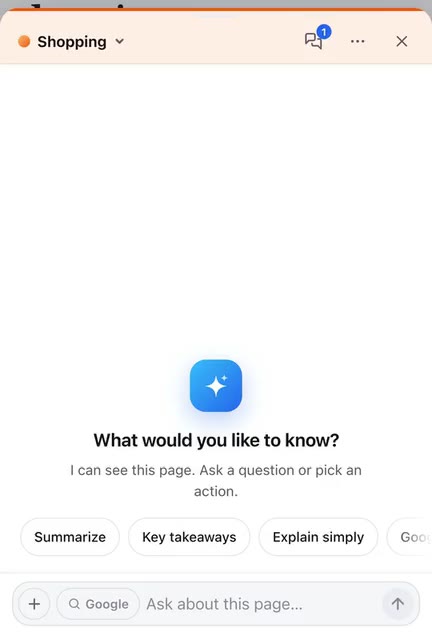 Shopping
1
What would you like to know?
I can see this page. Ask a question or pick an
action.
Summarize
Key takeaways
Explain simply
Google
Ask about this page...